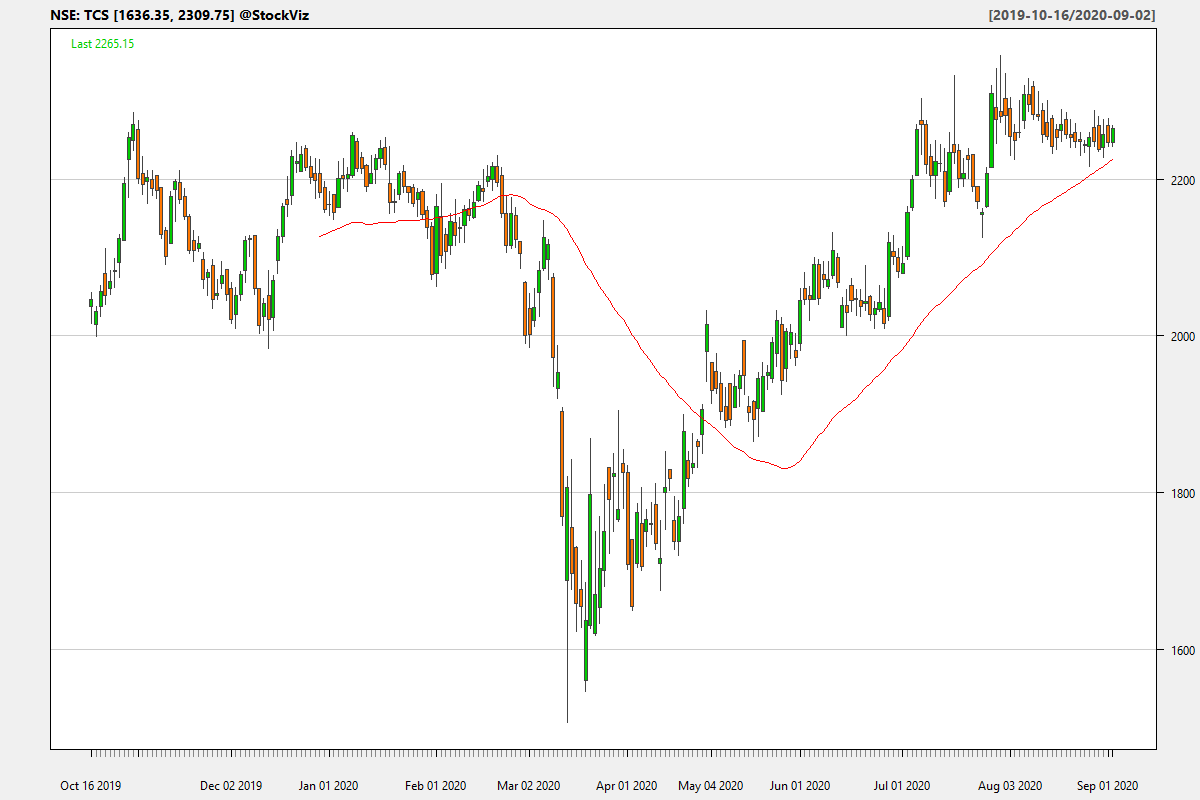 NSE: TCS [1636.35, 2309.75] @StockViz [2019-10-16/2020-09-02]
Last 2265.15
2200
2000
1800
1600
Oct 16 2019 Dec 02 2019 Jan 01 2020 Feb 01 2020 Mar 02 2020 Apr 01 2020 May 04 2020 Jun 01 2020 Jul 01 2020 Aug 03 2020 Sep 01 2020